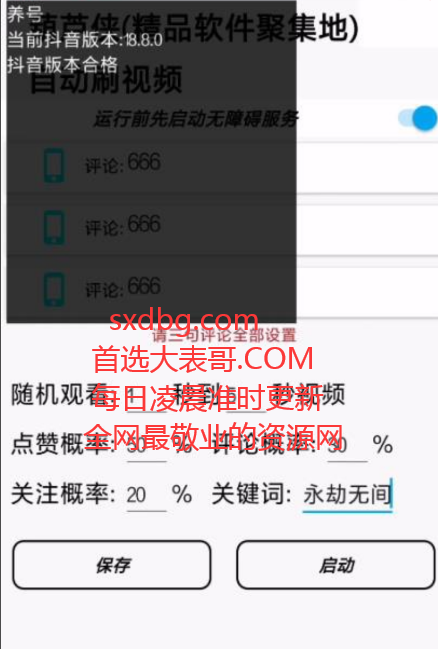 养号
葫芦侠(精品软件聚集地)
当前抖音版本:18.8.0
抖音版本合格
自动刷视频
运行前先启动无障碍服务
评论: 666
评论: 666
评论: 666
sxdbg.com
请三句评论全部设置
首选大表哥.COM
随机观看: 秒到 秒视频
每日凌晨准时更新
全网最敬业的资源网
点赞概率: 50 % 评论概率: 30 %
关注概率: 20 % 关键词: 永劫无间
保存 启动